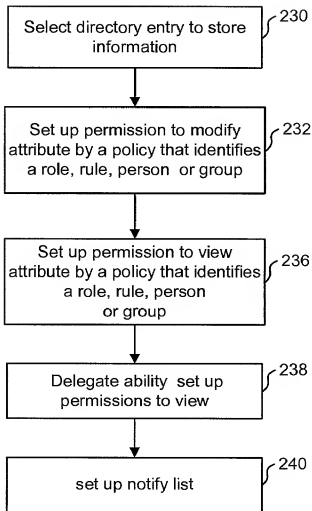 Select directory entry to store
information
230
Set up permission to modify
attribute by a policy that identifies
a role, rule, person or group
232
Set up permission to view
attribute by a policy that identifies
a role, rule, person
or group
236
Delegate ability set up
permissions to view
238
set up notify list
240